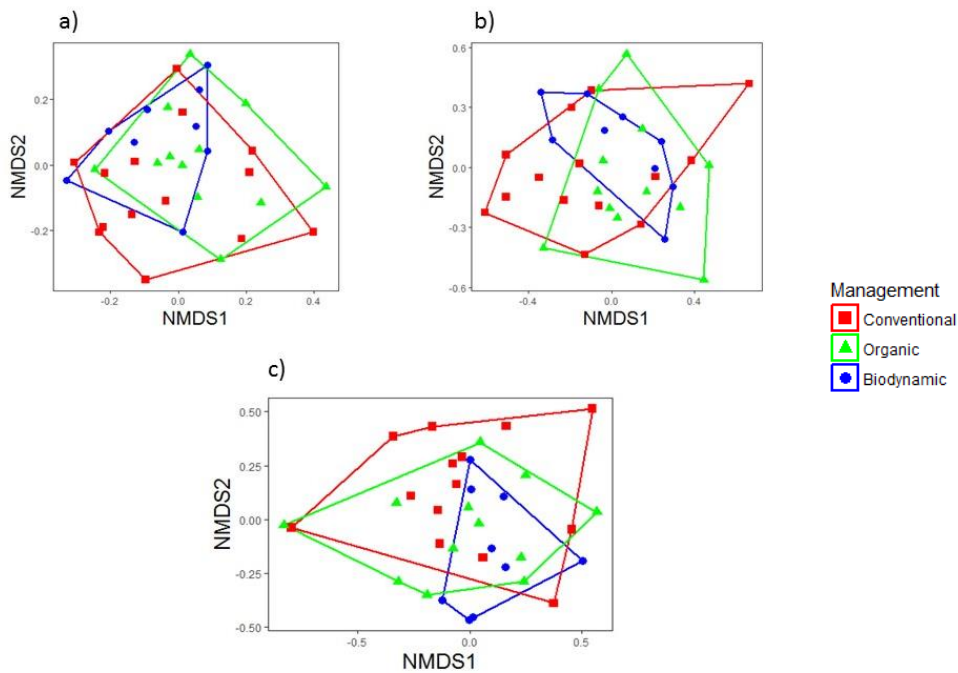 a)
b)
0.2
0.0
-0.2
NMDS2
-0.2
0.0
0.2
0.4
NMDS1
0.6
0.3
0.0
-0.3
-0.6
NMDS2
-0.4
0.0
0.4
NMDS1
Management
Conventional
Organic
Biodynamic
c)
0.50
0.25
0.00
-0.25
-0.50
NMDS2
-0.5
0.0
0.5
NMDS1